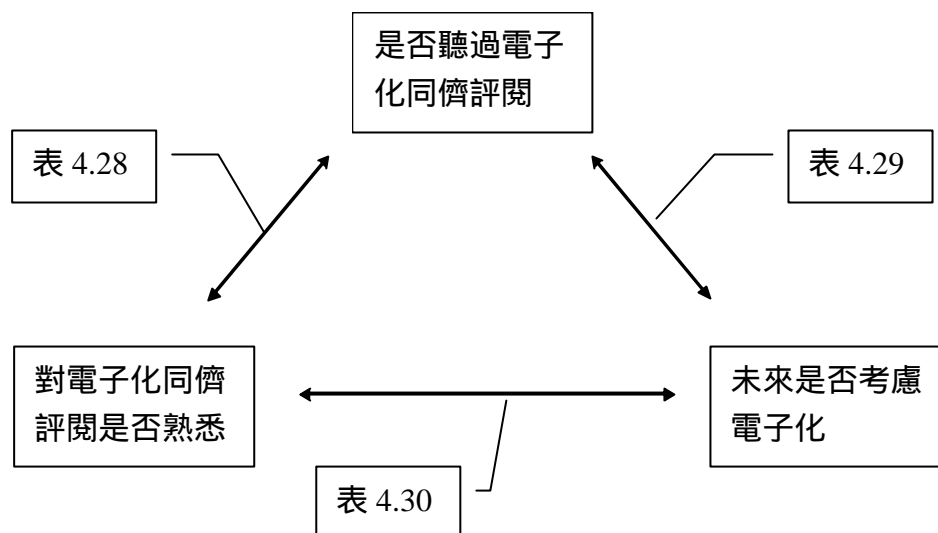 是否聽過電子
化同儕評閱
表 4.28
表 4.29
對電子化同儕
評閱是否熟悉
未來是否考慮
電子化
表 4.30